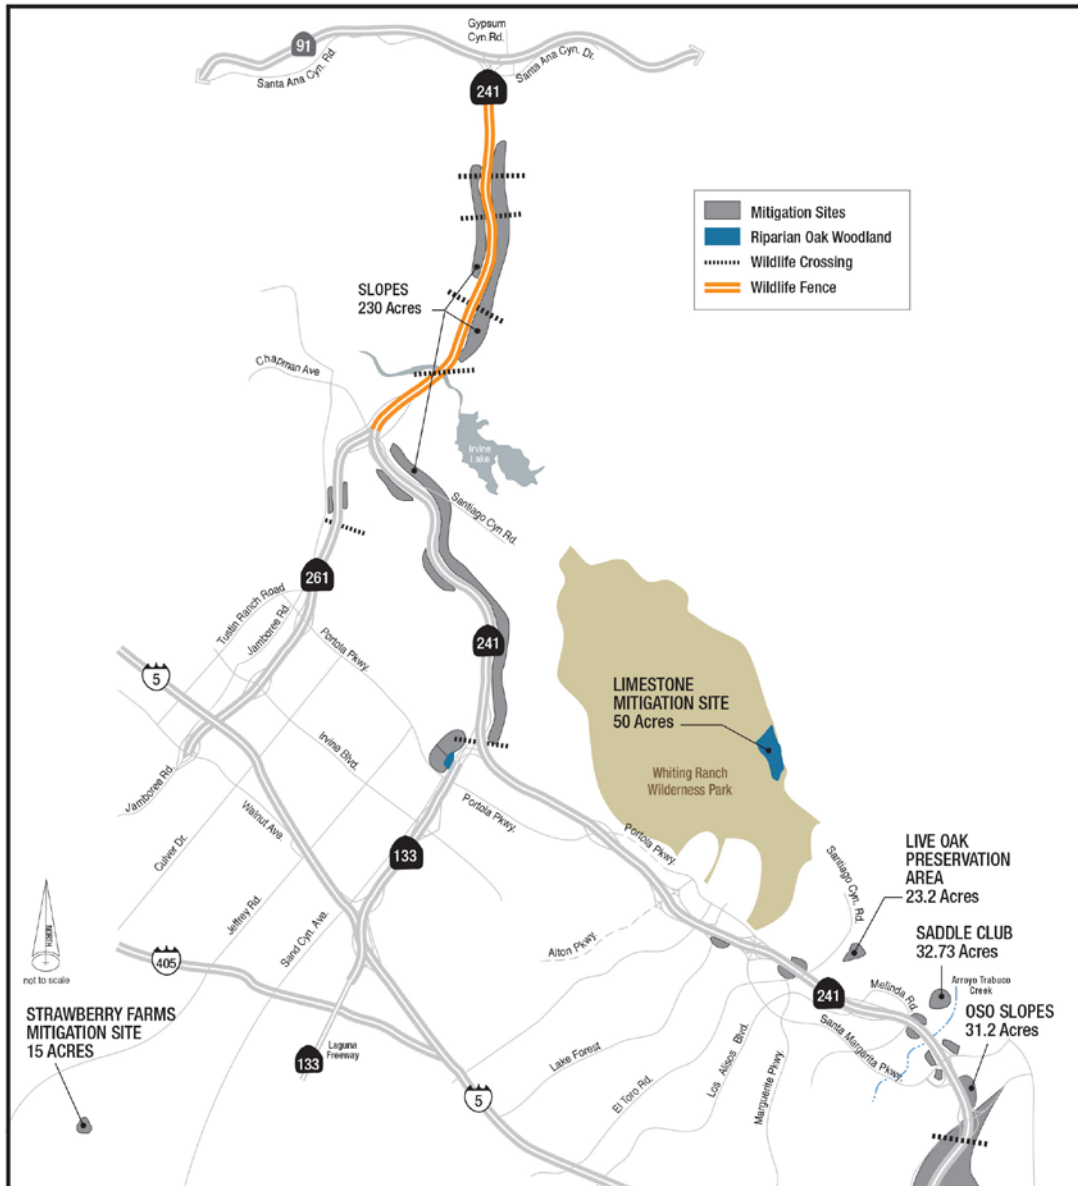 Gypsum
Cyn. Rd.
91
Santa Ana Cyn. Rd.
Santa Ana Cyn. Dr.
241
Mitigation Sites
Riparian Oak Woodland
Wildlife Crossing
Wildlife Fence
SLOPES
230 Acres
Chapman Ave
Irvine
Lake
Santiago Cyn Rd.
261
Tustin Ranch Road
Jamboree Rd.
Portola Pkwy.
241
5
LIMESTONE
MITIGATION SITE
50 Acres
Irvine Blvd.
Whiting Ranch
Wilderness Park
Jamboree Rd.
Walnut Ave.
Portola Pkwy.
Portola Pkwy.
Culver Dr.
133
Santiago Cyn. Rd.
LIVE OAK
PRESERVATION
AREA
23.2 Acres
Jeffrey Rd.
Sand Cyn. Ave.
Alton Pkwy.
SADDLE CLUB
32.73 Acres
NORTH
not to scale
405
241
Melinda Rd.
Arroyo Trabuco
Creek
OSO SLOPES
31.2 Acres
STRAWBERRY FARMS
MITIGATION SITE
15 ACRES
Santa Margarita Pkwy.
Laguna
Freeway
133
Lake Forest
El Toro Rd.
Los Alisos Blvd.
Marguerite Pkwy.
5